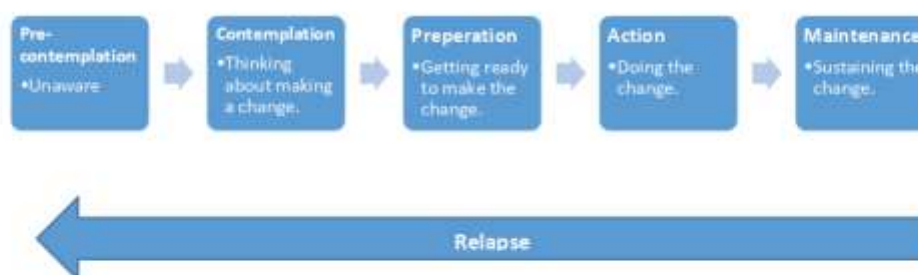 Pre-
contemplation
•Unaware
Contemplation
•Thinking
about making
a change.
Preperation
•Getting ready
to make the
change.
Action
•Doing the
change.
Maintenance
•Sustaining the
change.
Relapse